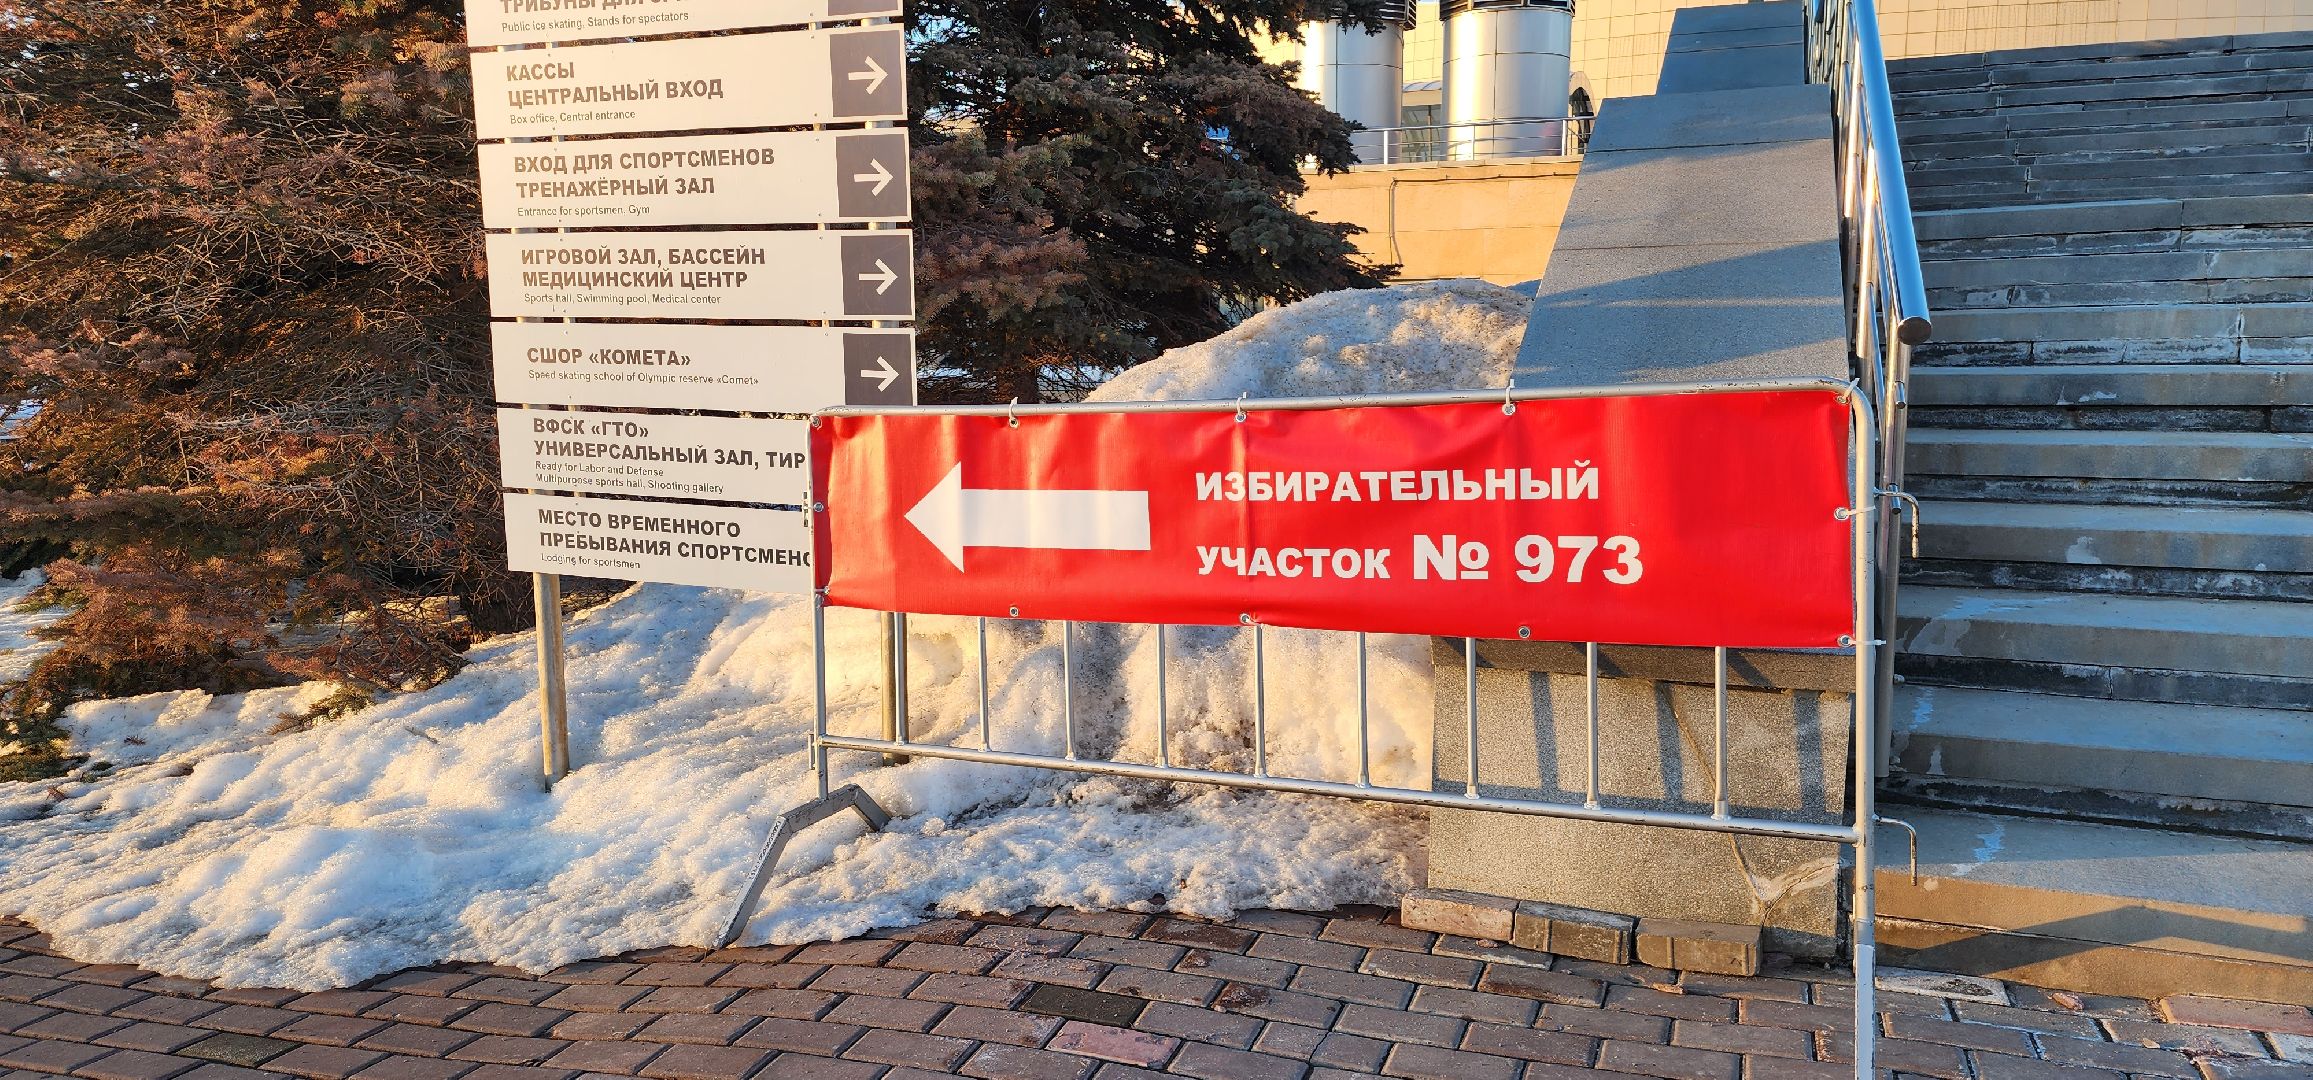 ТРИБУНЫ ДЛЯ
Public ice skating, Stands for spectators
КАССЫ
ЦЕНТРАЛЬНЫЙ ВХОД
Box office, Central entrance
ВХОД ДЛЯ СПОРТСМЕНОВ
ТРЕНАЖЁРНЫЙ ЗАЛ
Entrance for sportsmen, Gym
ИГРОВОЙ ЗАЛ, БАССЕЙН
МЕДИЦИНСКИЙ ЦЕНТР
Sports hall, Swimming pool, Medical center
СШОР «КОМЕТА»
Speed skating school of Olympic reserve «Comet»
ВФСК «ГТО»
УНИВЕРСАЛЬНЫЙ ЗАЛ, ТИР
Ready for Labor and Defense
Multipurpose sports hall, Shooting gallery
МЕСТО ВРЕМЕННОГО
ПРЕБЫВАНИЯ СПОРТСМЕНО
Lodging for sportsmen
ИЗБИРАТЕЛЬНЫЙ
УЧАСТОК № 973